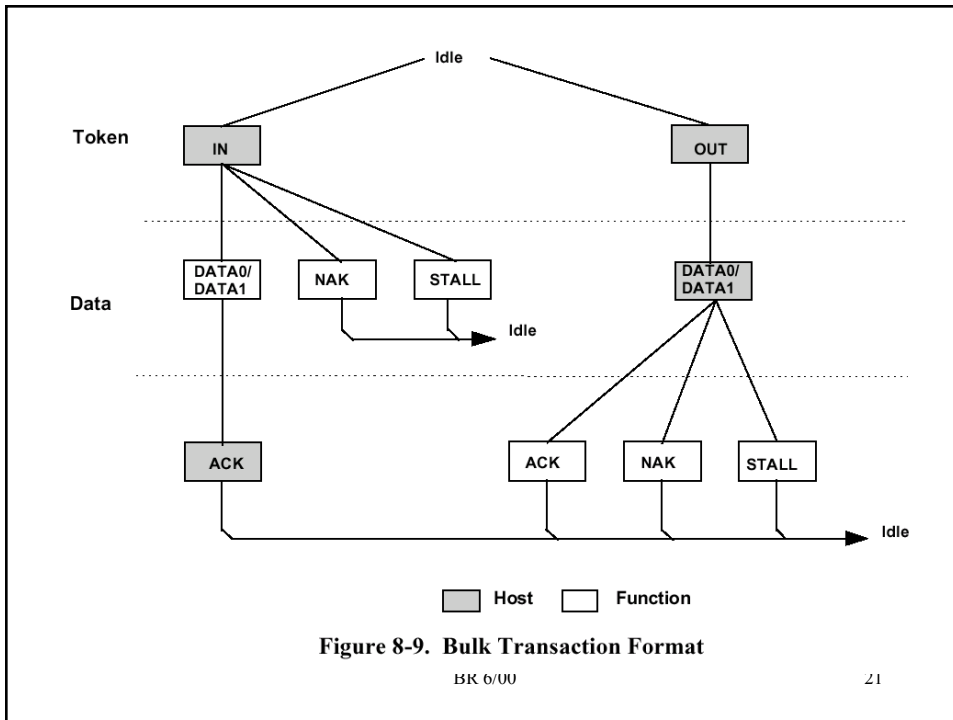 Idle
Token
IN
OUT
DATA0/
DATA1
NAK
STALL
DATA0/
DATA1
Data
Idle
ACK
ACK
NAK
STALL
Idle
Host
Function
Figure 8-9. Bulk Transaction Format
BR 6/00
21